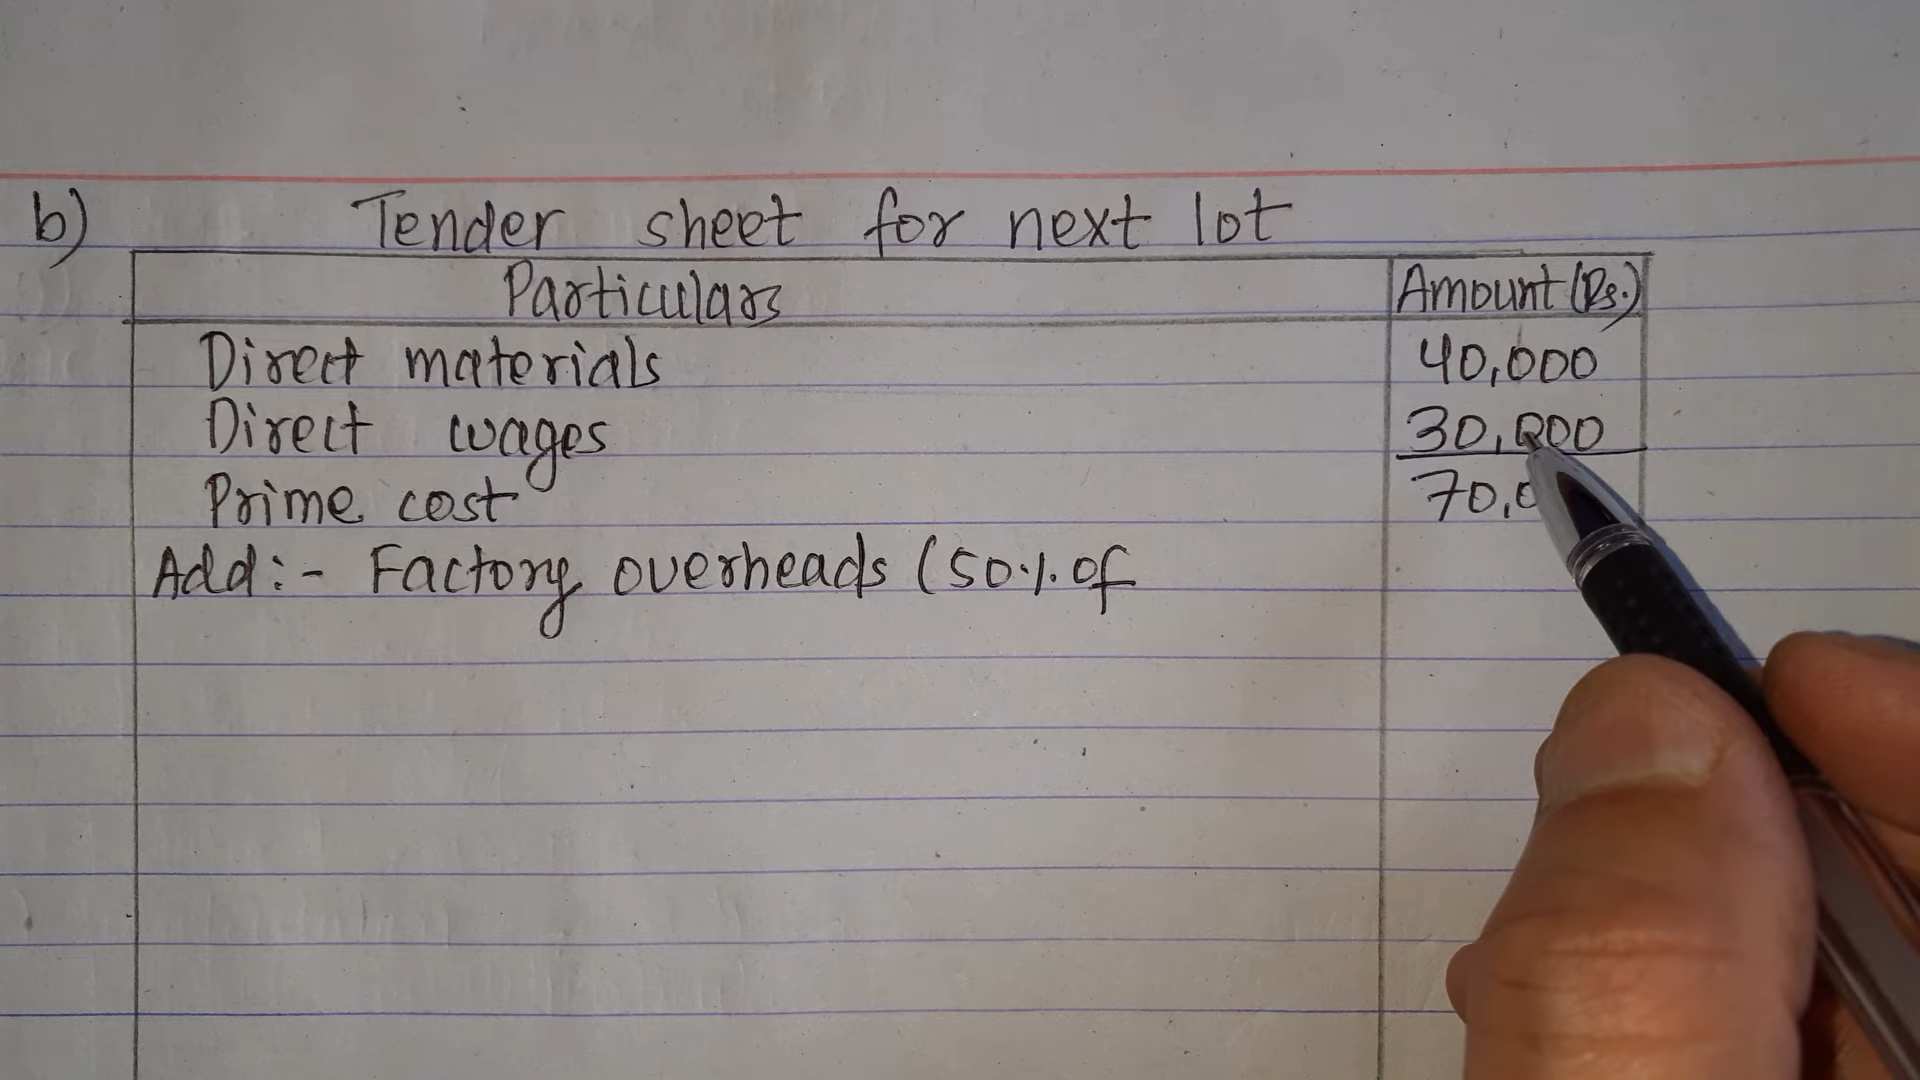 b) Tender sheet for next lot
Particulars Amount (Rs.)
Direct materials 40,000
Direct wages 30,000
Prime cost 70,0
Add:- Factory overheads (50% of